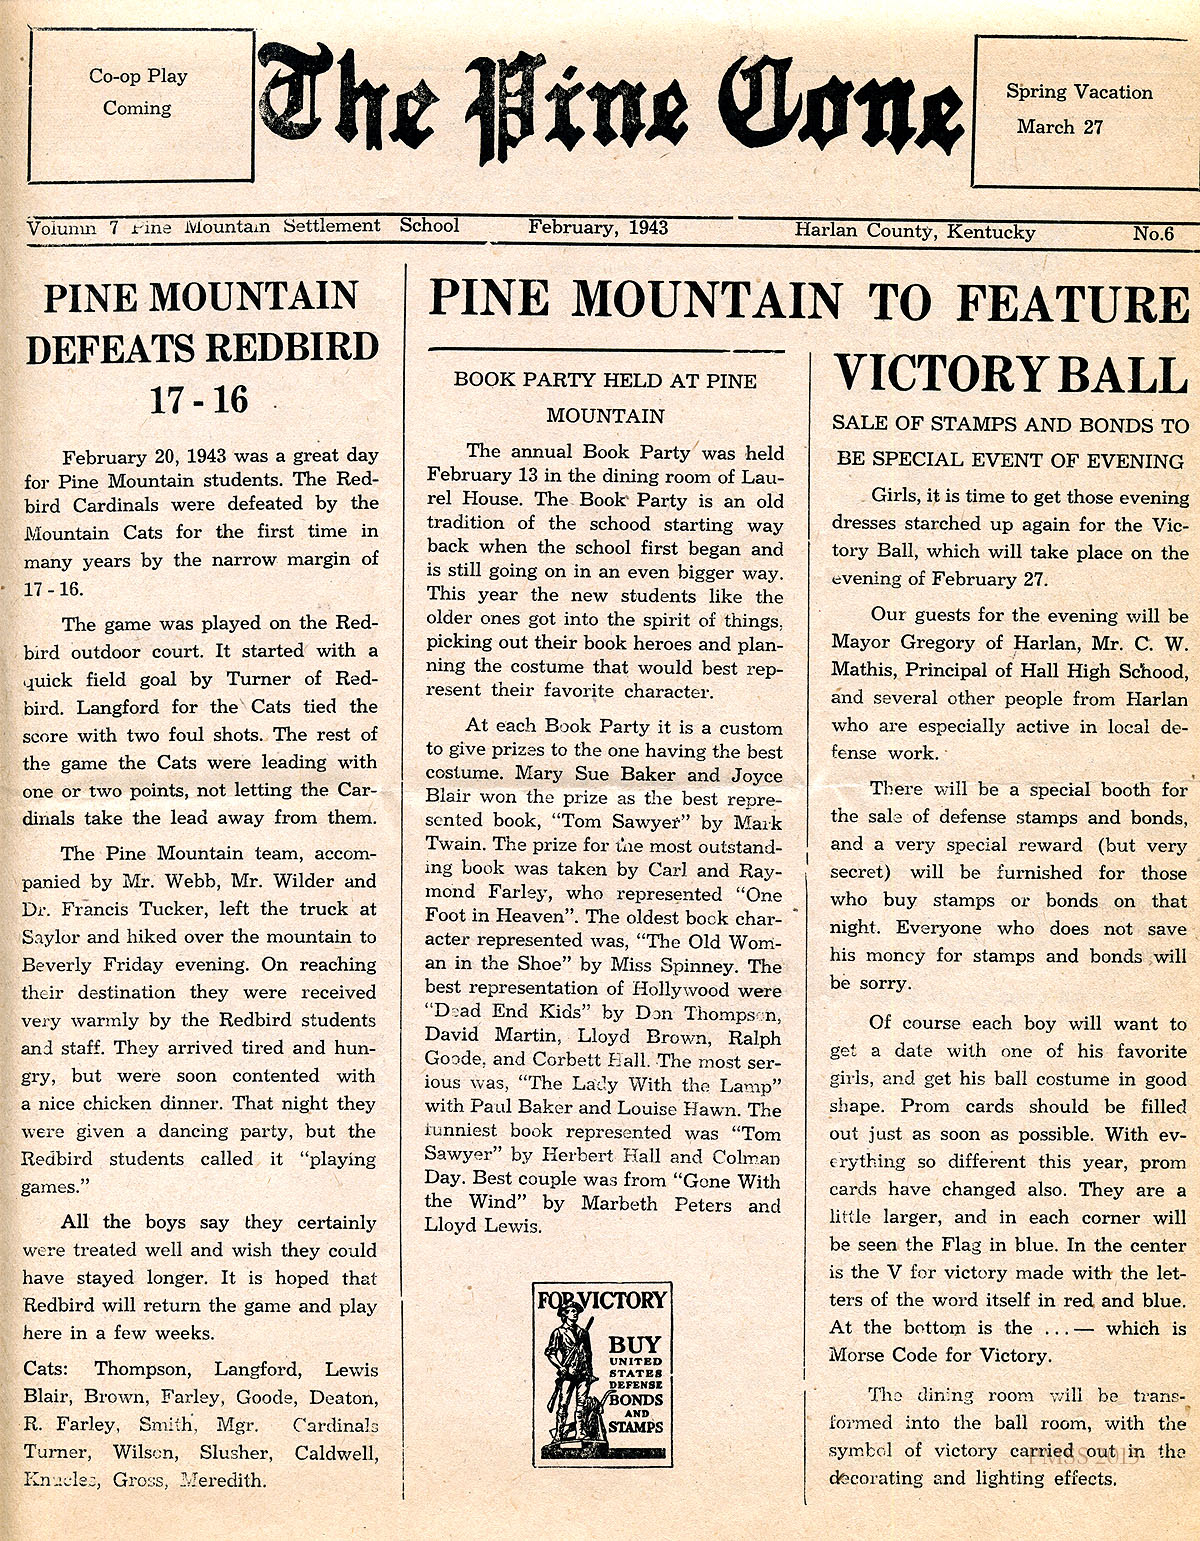 Co-op Play
Coming
The Pine Cone
Spring Vacation
March 27
Volumn 7 Pine Mountain Settlement School February, 1943 Harlan County, Kentucky No.6
PINE MOUNTAIN
DEFEATS REDBIRD
17 - 16
February 20, 1943 was a great day
for Pine Mountain students. The Red-
bird Cardinals were defeated by the
Mountain Cats for the first time in
many years by the narrow margin of
17 - 16.
The game was played on the Red-
bird outdoor court. It started with a
quick field goal by Turner of Red-
bird. Langford for the Cats tied the
score with two foul shots. The rest of
the game the Cats were leading with
one or two points, not letting the Car-
dinals take the lead away from them.
The Pine Mountain team, accom-
panied by Mr. Webb, Mr. Wilder and
Dr. Francis Tucker, left the truck at
Saylor and hiked over the mountain to
Beverly Friday evening. On reaching
their destination they were received
very warmly by the Redbird students
and staff. They arrived tired and hun-
gry, but were soon contented with
a nice chicken dinner. That night they
were given a dancing party, but the
Redbird students called it "playing
games."
All the boys say they certainly
were treated well and wish they could
have stayed longer. It is hoped that
Redbird will return the game and play
here in a few weeks.
Cats: Thompson, Langford, Lewis
Blair, Brown, Farley, Goode, Deaton,
R. Farley, Smith, Mgr. Cardinals
Turner, Wilson, Slusher, Caldwell,
Knuckles, Gross, Meredith.
PINE MOUNTAIN TO FEATURE
VICTORY BALL
BOOK PARTY HELD AT PINE
MOUNTAIN
The annual Book Party was held
February 13 in the dining room of Lau-
rel House. The Book Party is an old
tradition of the schood starting way
back when the school first began and
is still going on in an even bigger way.
This year the new students like the
older ones got into the spirit of things,
picking out their book heroes and plan-
ning the costume that would best rep-
resent their favorite character.
At each Book Party it is a custom
to give prizes to the one having the best
costume. Mary Sue Baker and Joyce
Blair won the prize as the best repre-
sented book, "Tom Sawyer" by Mark
Twain. The prize for the most outstand-
ing book was taken by Carl and Ray-
mond Farley, who represented "One
Foot in Heaven". The oldest book char-
acter represented was, "The Old Wom-
an in the Shoe" by Miss Spinney. The
best representation of Hollywood were
"Dead End Kids" by Don Thompson,
David Martin, Lloyd Brown, Ralph
Goode, and Corbett Hall. The most ser-
ious was, "The Lady With the Lamp"
with Paul Baker and Louise Hawn. The
funniest book represented was "Tom
Sawyer" by Herbert Hall and Colman
Day. Best couple was from "Gone With
the Wind" by Marbeth Peters and
Lloyd Lewis.
FOR VICTORY
BUY
UNITED
STATES
DEFENSE
BONDS
AND
STAMPS
SALE OF STAMPS AND BONDS TO
BE SPECIAL EVENT OF EVENING
Girls, it is time to get those evening
dresses starched up again for the Vic-
tory Ball, which will take place on the
evening of February 27.
Our guests for the evening will be
Mayor Gregory of Harlan, Mr. C. W.
Mathis, Principal of Hall High School,
and several other people from Harlan
who are especially active in local de-
fense work.
There will be a special booth for
the sale of defense stamps and bonds,
and a very special reward (but very
secret) will be furnished for those
who buy stamps or bonds on that
night. Everyone who does not save
his money for stamps and bonds will
be sorry.
Of course each boy will want to
get a date with one of his favorite
girls, and get his ball costume in good
shape. Prom cards should be filled
out just as soon as possible. With ev-
erything so different this year, prom
cards have changed also. They are a
little larger, and in each corner will
be seen the Flag in blue. In the center
is the V for victory made with the let-
ters of the word itself in red and blue.
At the bottom is the ...— which is
Morse Code for Victory.
The dining room will be trans-
formed into the ball room, with the
symbol of victory carried out in the
decorating and lighting effects.
PMSS 2013